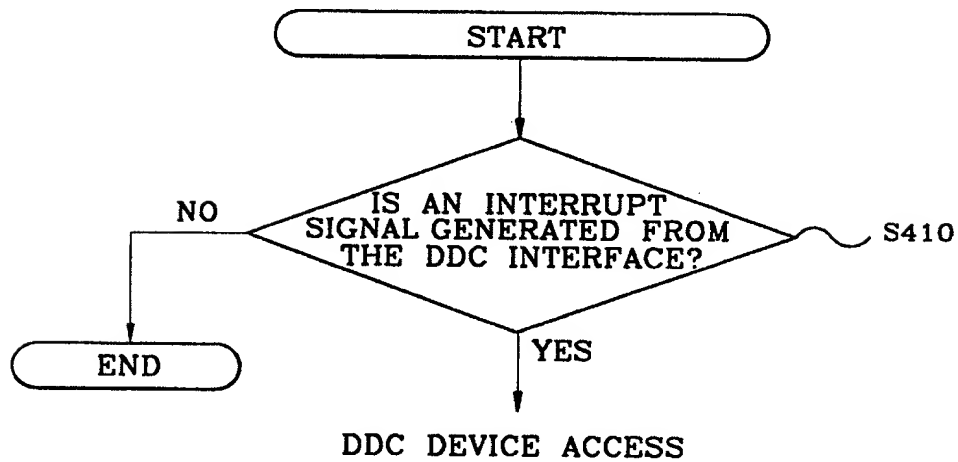 START
IS AN INTERRUPT
SIGNAL GENERATED FROM
THE DDC INTERFACE?
NO
S410
END
YES
DDC DEVICE ACCESS